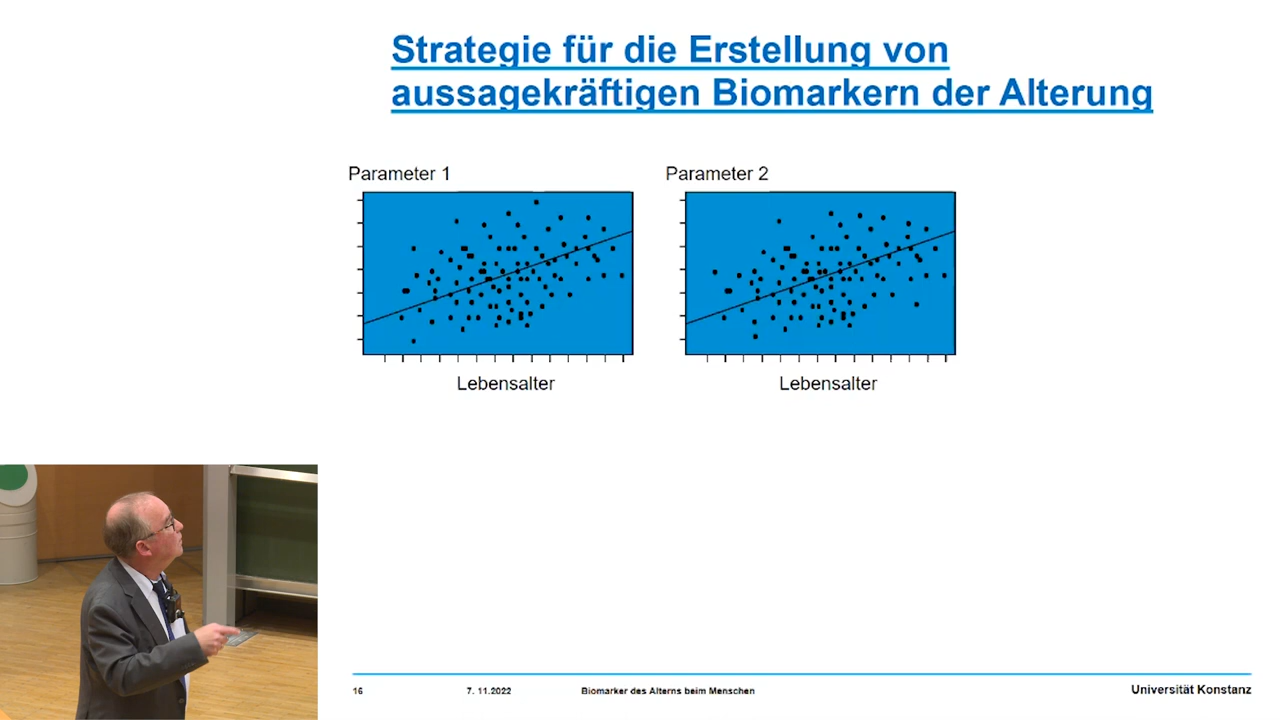 Strategie für die Erstellung von
aussagekräftigen Biomarkern der Alterung
Parameter 1
Parameter 2
Lebensalter
Lebensalter
16
7. 11.2022
Biomarker des Alterns beim Menschen
Universität Konstanz